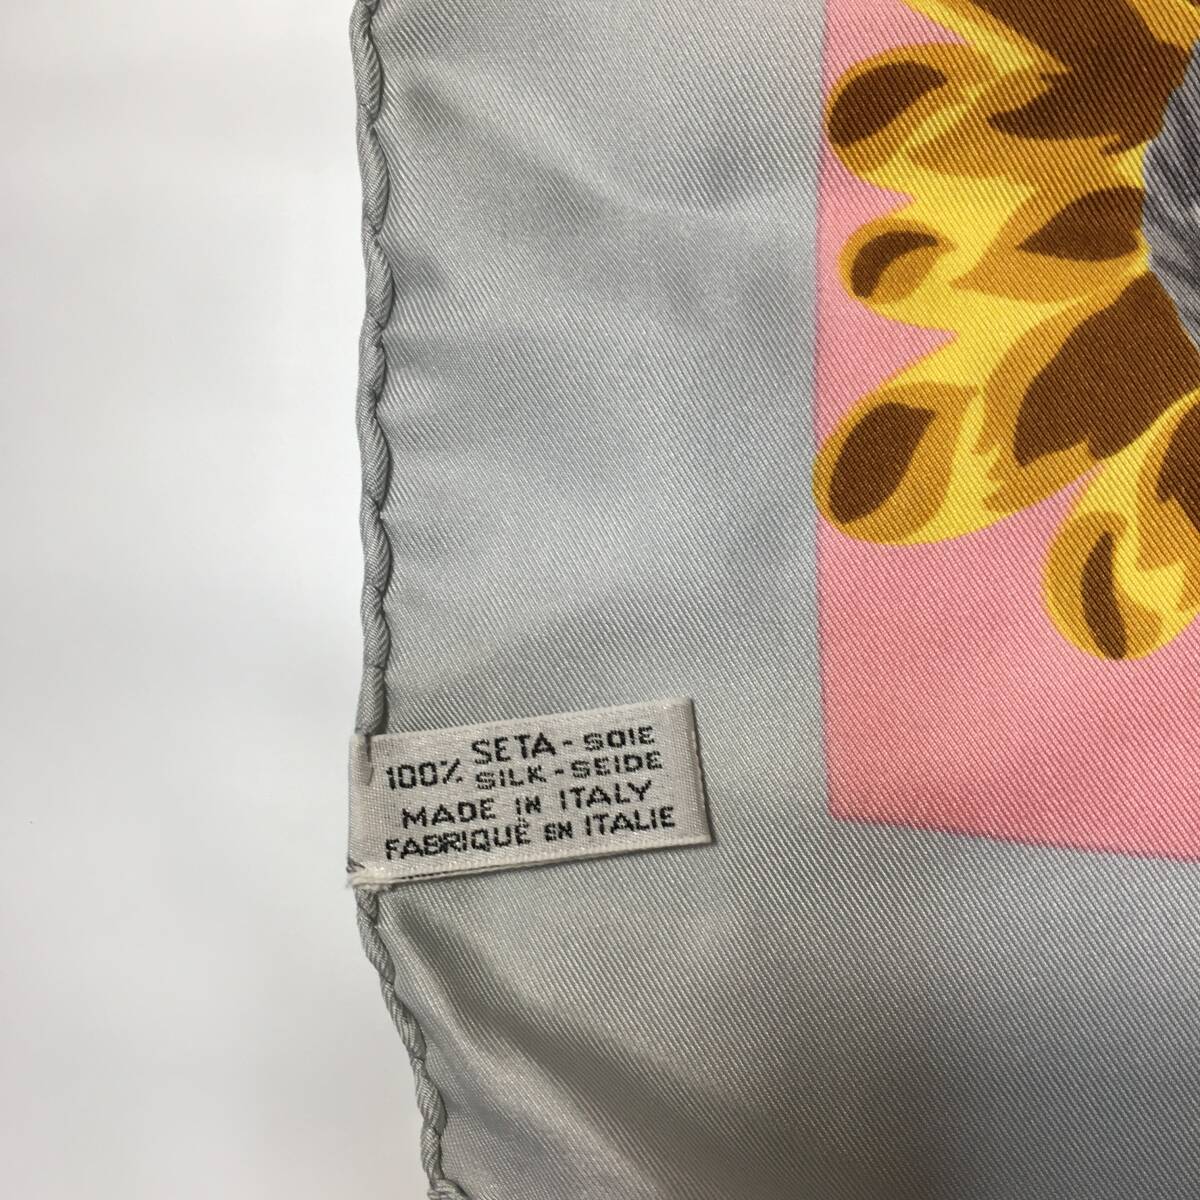 100% SETA - SOIE
SILK - SEIDE
MADE IN ITALY
FABRIQUÉ EN ITALIE